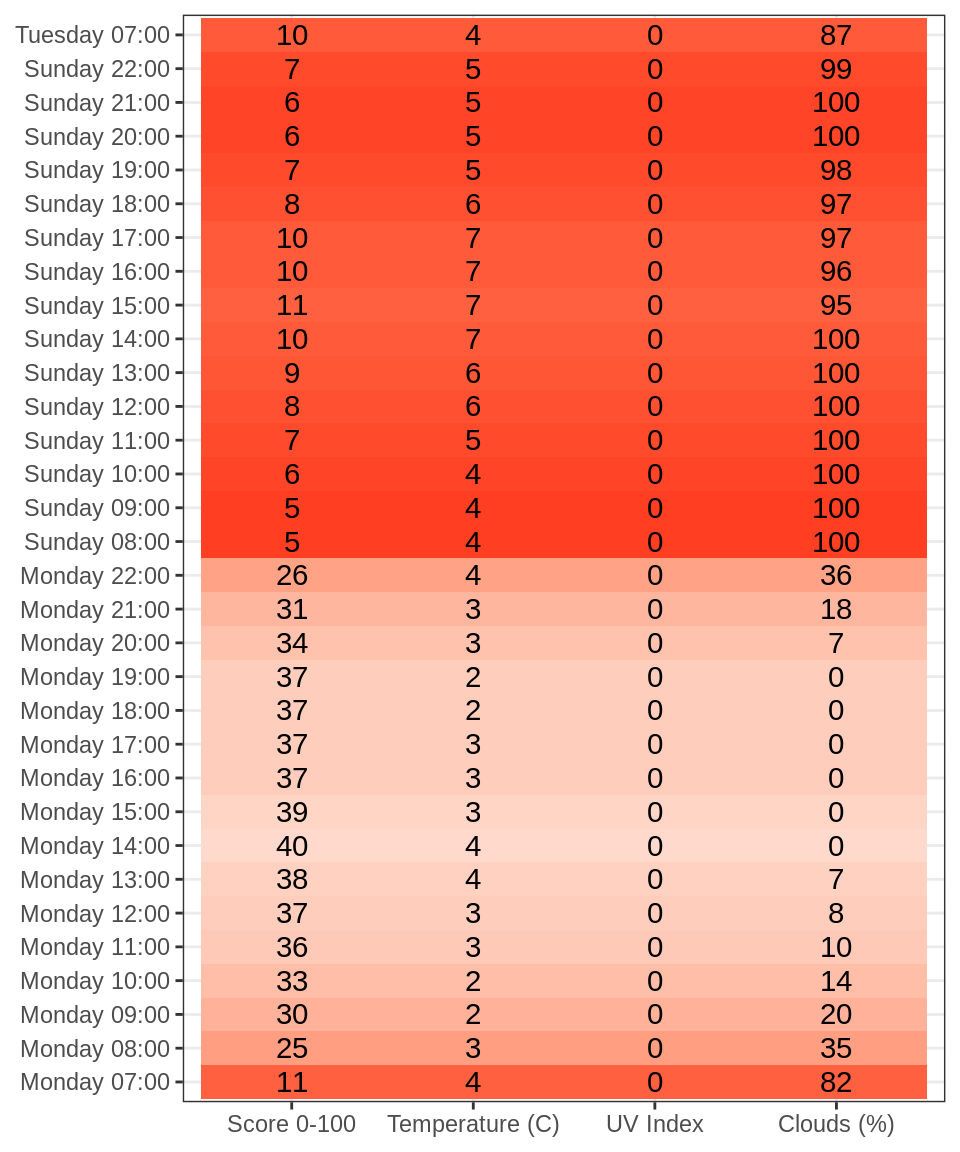 Tuesday 07:00 10 4 0 87
Sunday 22:00 7 5 0 99
Sunday 21:00 6 5 0 100
Sunday 20:00 6 5 0 100
Sunday 19:00 7 5 0 98
Sunday 18:00 8 6 0 97
Sunday 17:00 10 7 0 97
Sunday 16:00 10 7 0 96
Sunday 15:00 11 7 0 95
Sunday 14:00 10 7 0 100
Sunday 13:00 9 6 0 100
Sunday 12:00 8 6 0 100
Sunday 11:00 7 5 0 100
Sunday 10:00 6 4 0 100
Sunday 09:00 5 4 0 100
Sunday 08:00 5 4 0 100
Monday 22:00 26 4 0 36
Monday 21:00 31 3 0 18
Monday 20:00 34 3 0 7
Monday 19:00 37 2 0 0
Monday 18:00 37 2 0 0
Monday 17:00 37 3 0 0
Monday 16:00 37 3 0 0
Monday 15:00 39 3 0 0
Monday 14:00 40 4 0 0
Monday 13:00 38 4 0 7
Monday 12:00 37 3 0 8
Monday 11:00 36 3 0 10
Monday 10:00 33 2 0 14
Monday 09:00 30 2 0 20
Monday 08:00 25 3 0 35
Monday 07:00 11 4 0 82
Score 0-100 Temperature (C) UV Index Clouds (%)